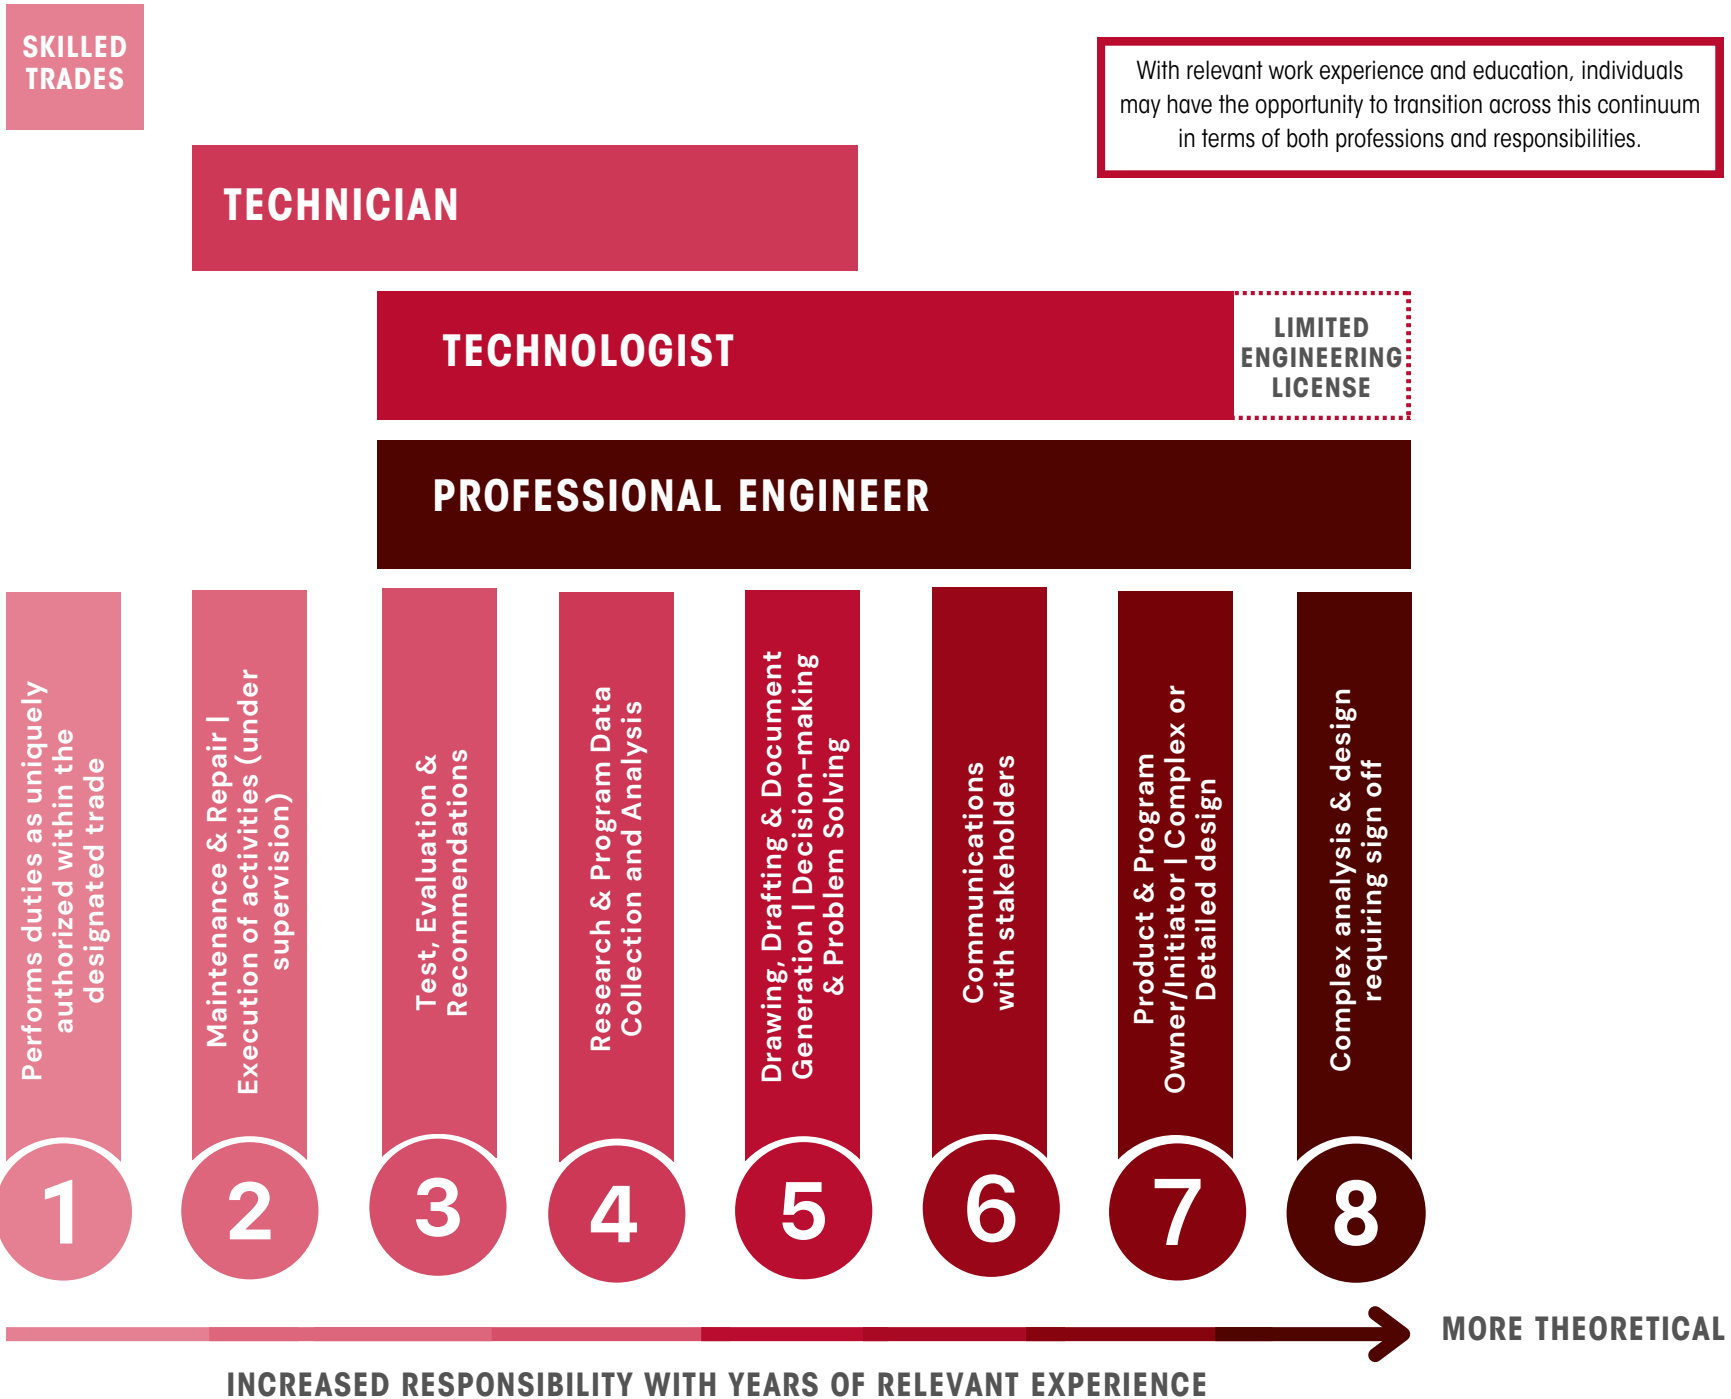 SKILLED
TRADES
With relevant work experience and education, individuals
may have the opportunity to transition across this continuum
in terms of both professions and responsibilities.
TECHNICIAN
TECHNOLOGIST
LIMITED
ENGINEERING
LICENSE
PROFESSIONAL ENGINEER
Performs duties as uniquely
authorized within the
designated trade
Maintenance & Repair |
Execution of activities (under
supervision)
Test, Evaluation &
Recommendations
Research & Program Data
Collection and Analysis
Drawing, Drafting & Document
Generation | Decision-making
& Problem Solving
Communications
with stakeholders
Product & Program
Owner/Initiator | Complex or
Detailed design
Complex analysis & design
requiring sign off
1
2
3
4
5
6
7
8
MORE THEORETICAL
INCREASED RESPONSIBILITY WITH YEARS OF RELEVANT EXPERIENCE